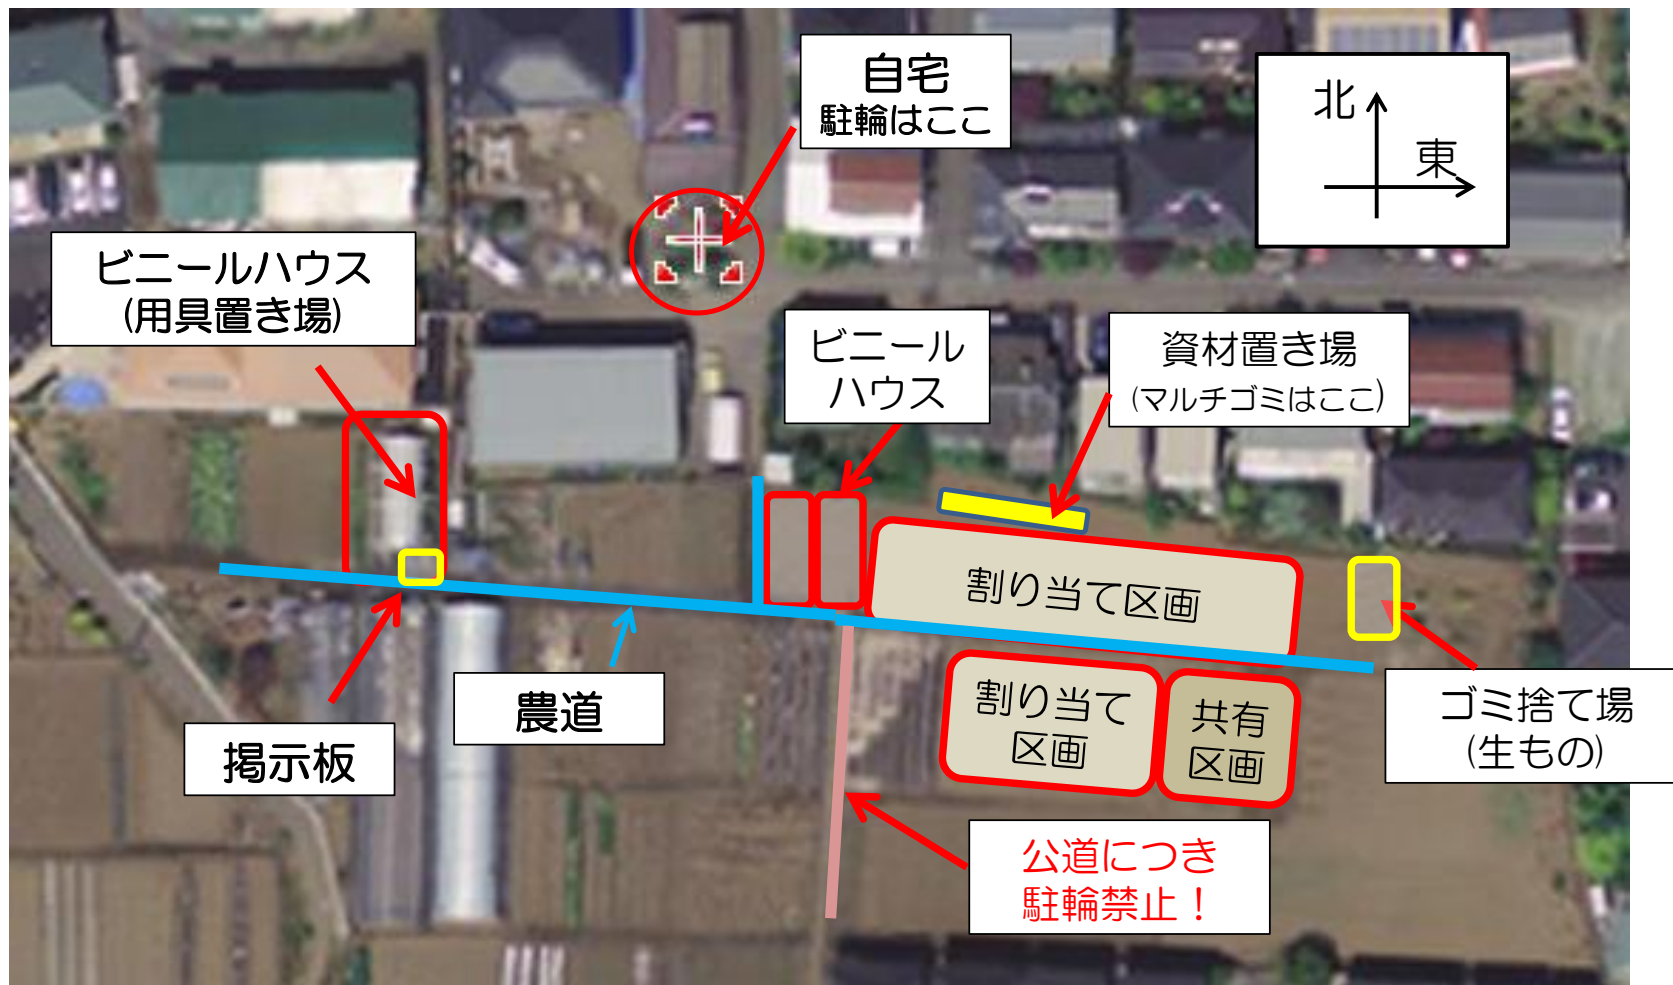 自宅
駐輪はここ
北
東
ビニールハウス
(用具置き場)
ビニール
ハウス
資材置き場
(マルチゴミはここ)
割り当て区画
農道
割り当て
区画
共有
区画
ゴミ捨て場
(生もの)
掲示板
公道につき
駐輪禁止！